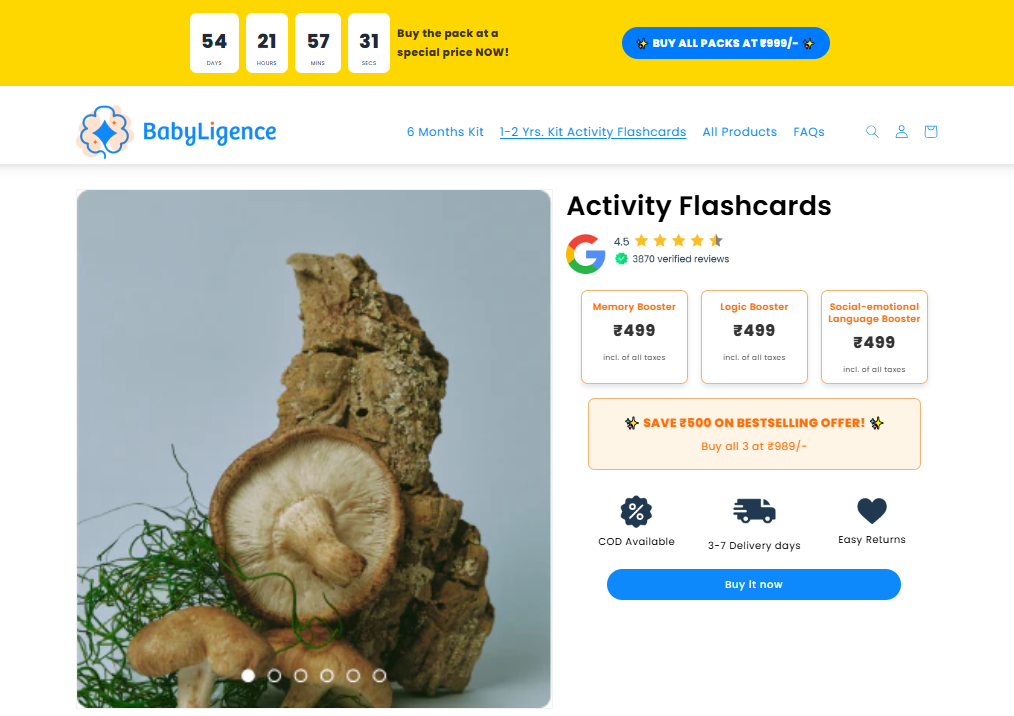 54
DAYS
21
HOURS
57
MINS
31
SECS
Buy the pack at a
special price NOW!
BUY ALL PACKS AT ₹999/-
BabyLigence
6 Months Kit
1-2 Yrs. Kit Activity Flashcards
All Products
FAQs
Activity Flashcards
4.5
3870 verified reviews
Memory Booster
₹499
incl. of all taxes
Logic Booster
₹499
incl. of all taxes
Social-emotional
Language Booster
₹499
incl. of all taxes
SAVE ₹500 ON BESTSELLING OFFER!
Buy all 3 at ₹989/-
COD Available
3-7 Delivery days
Easy Returns
Buy it now